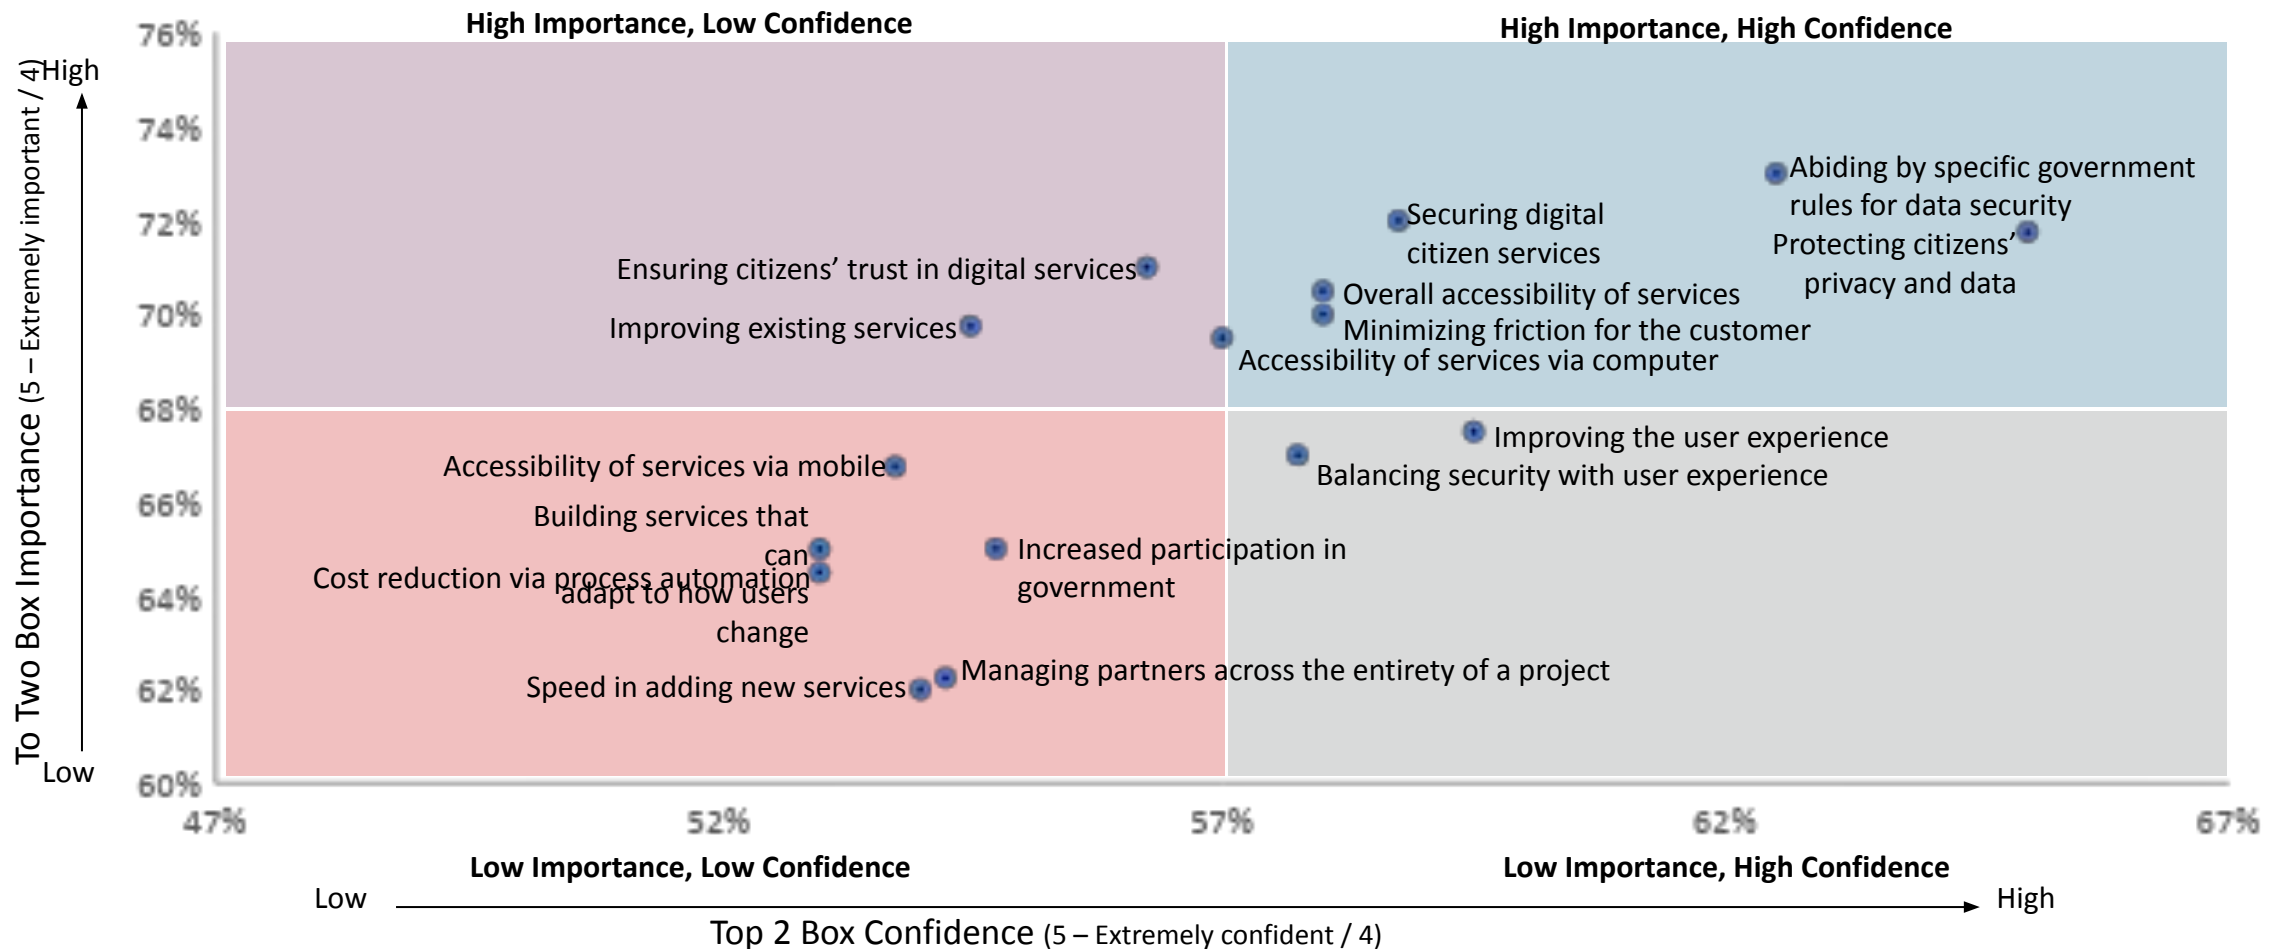 High Importance, Low Confidence
High Importance, High Confidence
To Two Box Importance (5 – Extremely important / 4)
High
Low
76%
74%
72%
70%
68%
66%
64%
62%
60%
Abiding by specific government
rules for data security
Securing digital
citizen services
Protecting citizens’
privacy and data
Ensuring citizens’ trust in digital services
Overall accessibility of services
Improving existing services
Minimizing friction for the customer
Accessibility of services via computer
Improving the user experience
Accessibility of services via mobile
Balancing security with user experience
Building services that
can
adapt to how users
change
Cost reduction via process automation
Increased participation in
government
Managing partners across the entirety of a project
Speed in adding new services
47%
52%
57%
62%
67%
Low Importance, Low Confidence
Low Importance, High Confidence
Low
High
Top 2 Box Confidence (5 – Extremely confident / 4)